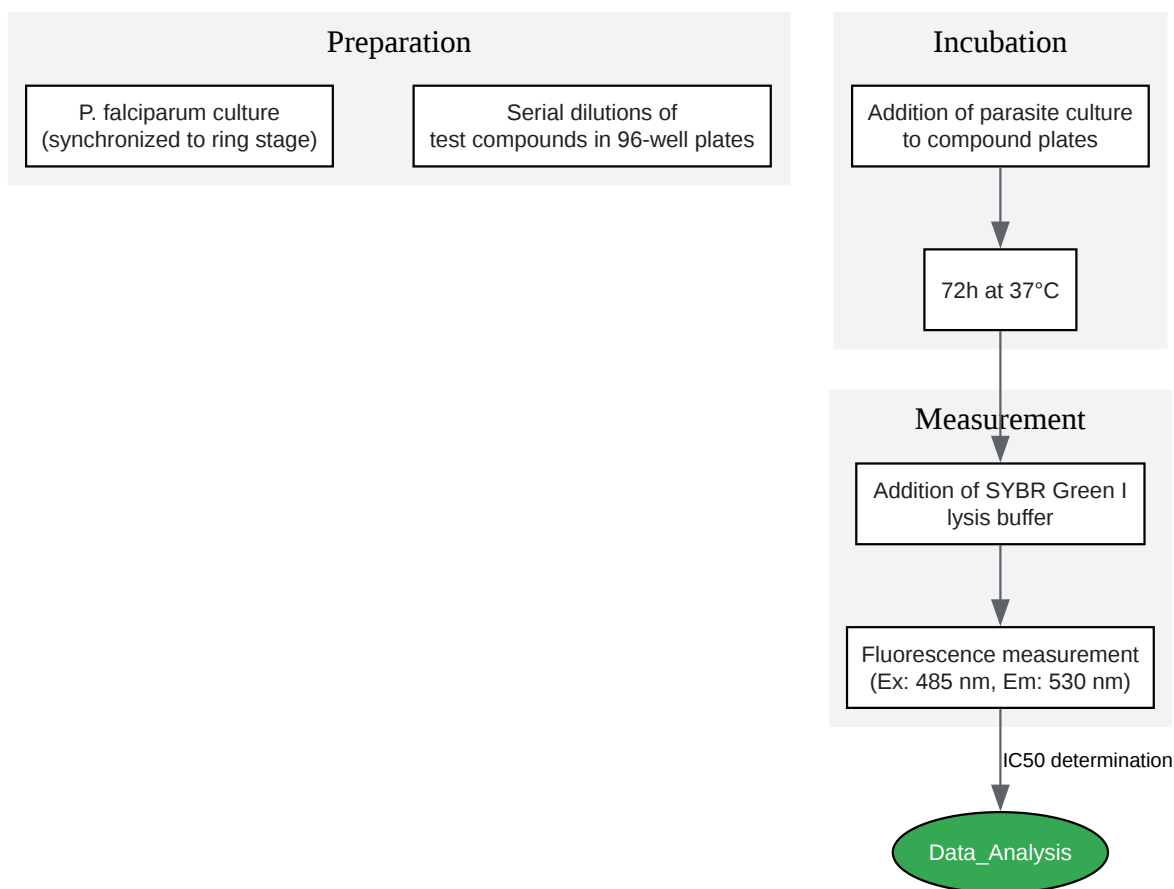 Preparation
P. falciparum culture
(synchronized to ring stage)
Serial dilutions of
test compounds in 96-well plates
Incubation
Addition of parasite culture
to compound plates
72h at 37°C
Measurement
Addition of SYBR Green I
lysis buffer
Fluorescence measurement
(Ex: 485 nm, Em: 530 nm)
IC50 determination
Data_Analysis